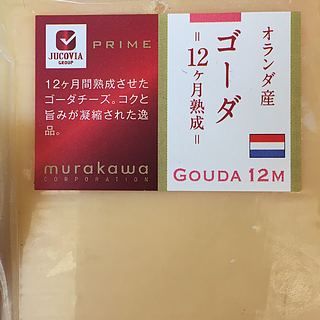 JUCOVIA
GROUP
PRIME
12ヶ月間熟成させた
ゴーダチーズ。コクと
旨みが凝縮された逸
品。
murakawa
CORPORATION
オランダ産
ゴーダ
=12ヶ月熟成=
GOUDA 12M